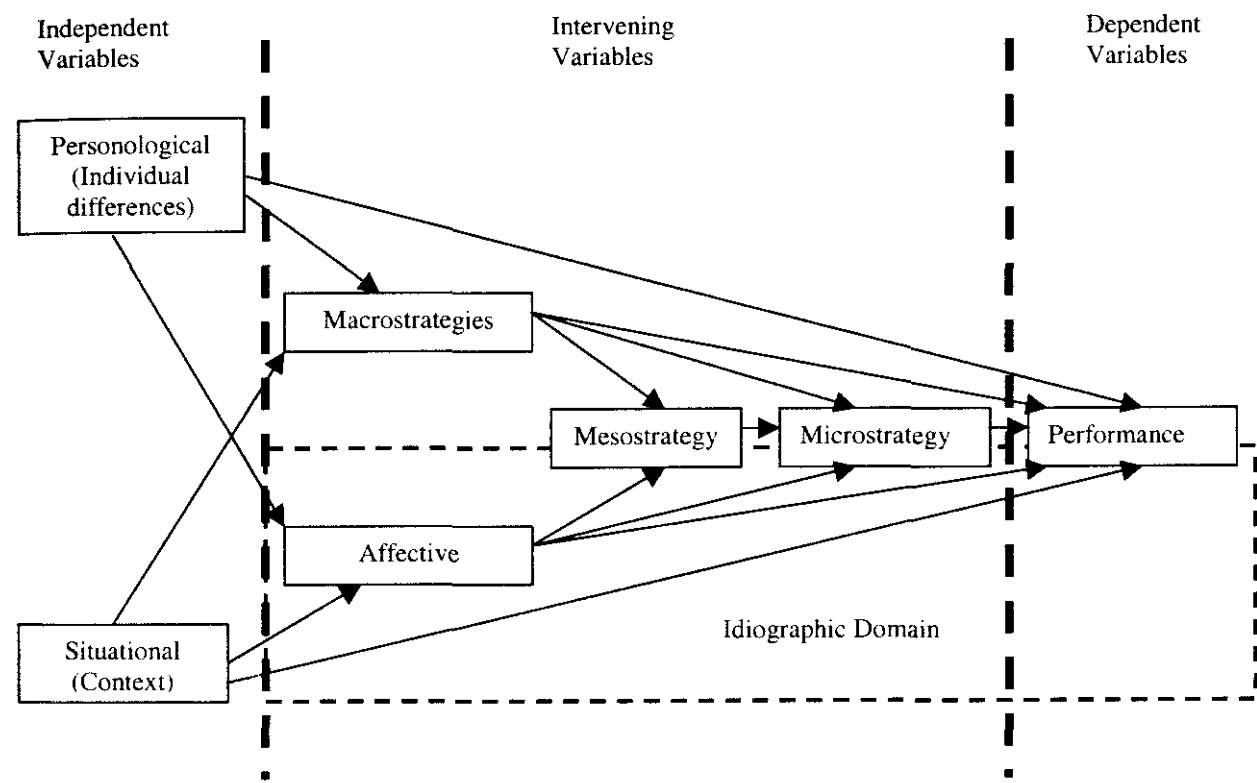 Independent
Variables
Intervening
Variables
Dependent
Variables
Personological
(Individual
differences)
Macrostrategies
Mesostrategy
Microstrategy
Performance
Affective
Idiographic Domain
Situational
(Context)